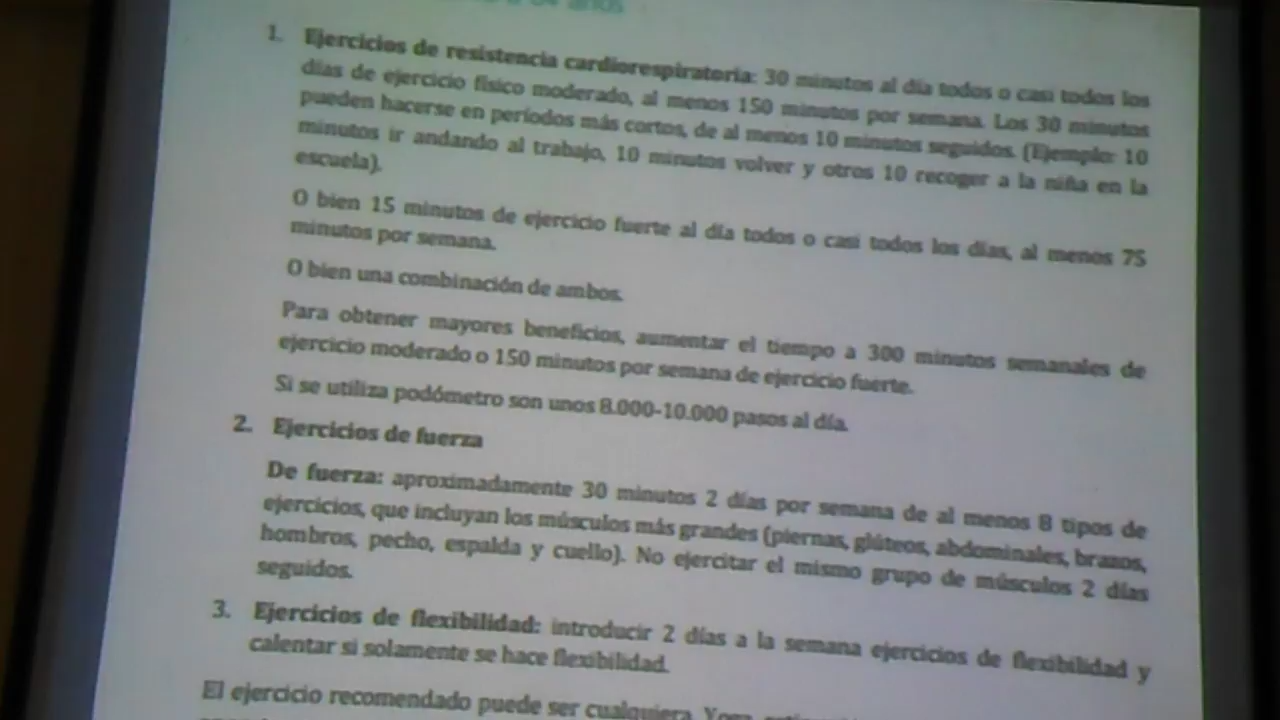 64 años
1. Ejercicios de resistencia cardiorespiratoria: 30 minutos al día todos o casi todos los
días de ejercicio físico moderado, al menos 150 minutos por semana. Los 30 minutos
pueden hacerse en períodos más cortos, de al menos 10 minutos seguidos. (Ejemplo: 10
minutos ir andando al trabajo, 10 minutos volver y otros 10 recoger a la niña en la
escuela).
O bien 15 minutos de ejercicio fuerte al día todos o casi todos los días, al menos 75
minutos por semana.
O bien una combinación de ambos.
Para obtener mayores beneficios, aumentar el tiempo a 300 minutos semanales de
ejercicio moderado o 150 minutos por semana de ejercicio fuerte.
Si se utiliza podómetro son unos 8.000-10.000 pasos al día.
2. Ejercicios de fuerza
De fuerza: aproximadamente 30 minutos 2 días por semana de al menos 8 tipos de
ejercicios, que incluyan los músculos más grandes (piernas, glúteos, abdominales, brazos,
hombros, pecho, espalda y cuello). No ejercitar el mismo grupo de músculos 2 días
seguidos.
3. Ejercicios de flexibilidad: introducir 2 días a la semana ejercicios de flexibilidad y
calentar si solamente se hace flexibilidad.
El ejercicio recomendado puede ser cualquiera. Yoga,